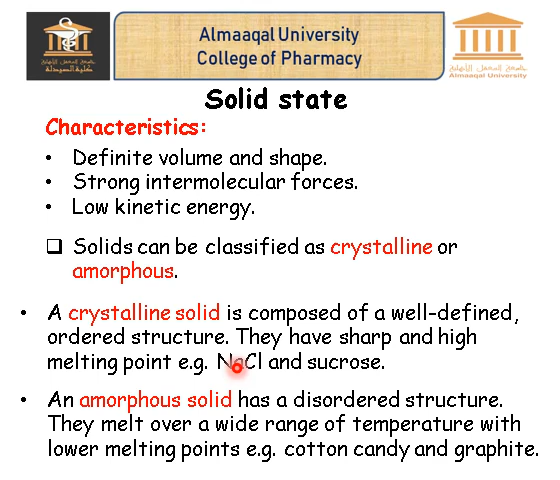 Almaaqal University
College of Pharmacy
كلية الصيدلة
Almaaqal University
Solid state
Characteristics:
• Definite volume and shape.
• Strong intermolecular forces.
• Low kinetic energy.
❑ Solids can be classified as crystalline or
amorphous.
• A crystalline solid is composed of a well-defined,
ordered structure. They have sharp and high
melting point e.g. NaCl and sucrose.
• An amorphous solid has a disordered structure.
They melt over a wide range of temperature with
lower melting points e.g. cotton candy and graphite.